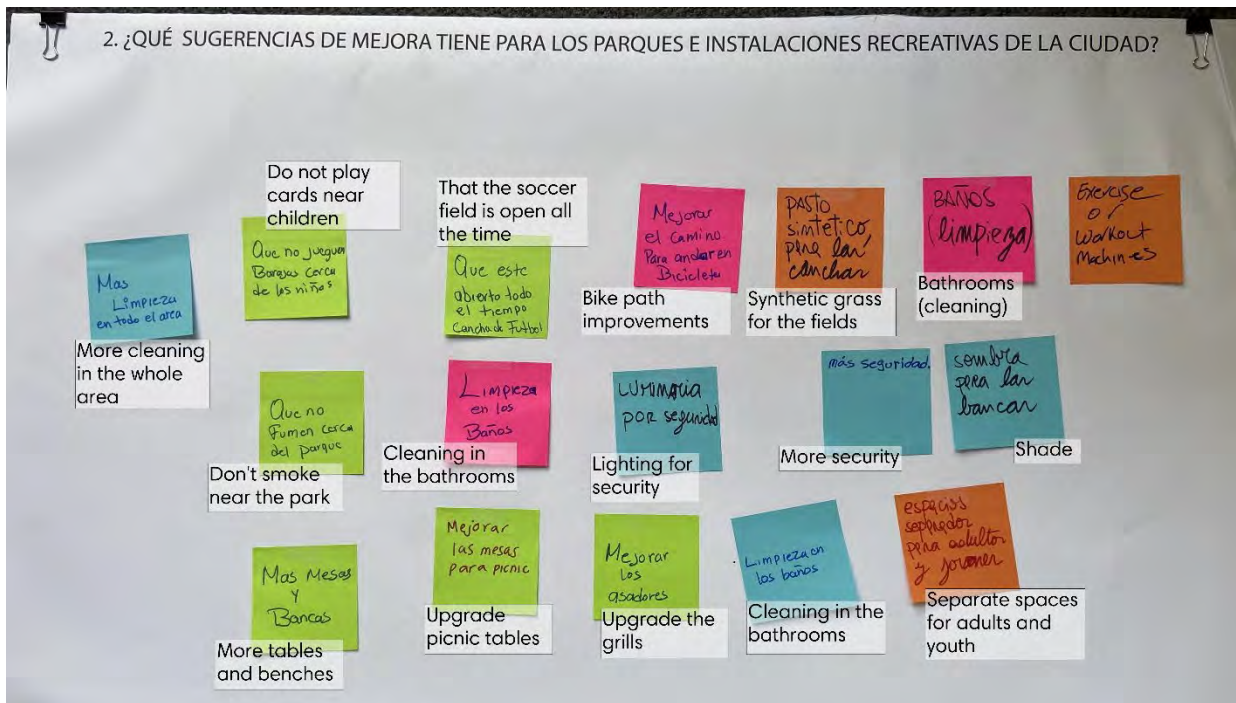 2. ¿QUÉ SUGERENCIAS DE MEJORA TIENE PARA LOS PARQUES E INSTALACIONES RECREATIVAS DE LA CIUDAD?
Mas
Limpieza
en todo el area
More cleaning
in the whole
area
Do not play
cards near
children
Que no jueguen
Barajas cerca
de los niños
That the soccer
field is open all
the time
Que este
abierto todo
el tiempo
Cancha de Futbol
Mejorar
el camino
Para andar en
Bicicleta
Bike path
improvements
PASTO
sintetico
para las
canchas
Synthetic grass
for the fields
BAÑOS
(limpieza)
Bathrooms
(cleaning)
Exercise
or
Workout
Machines
Que no
Fumen cerca
del parque
Don't smoke
near the park
Limpieza
en los
Baños
Cleaning in
the bathrooms
LUMINARIA
POR seguridad
Lighting for
security
más seguridad.
More security
sombra
para las
bancas
Shade
Mas Mesas
Y
Bancas
More tables
and benches
Mejorar
las mesas
para picnic
Upgrade
picnic tables
Mejorar
los
asadores
Upgrade the
grills
Limpieza en
los baños
Cleaning in the
bathrooms
espacios
separados
para adultos
y jovenes
Separate spaces
for adults and
youth